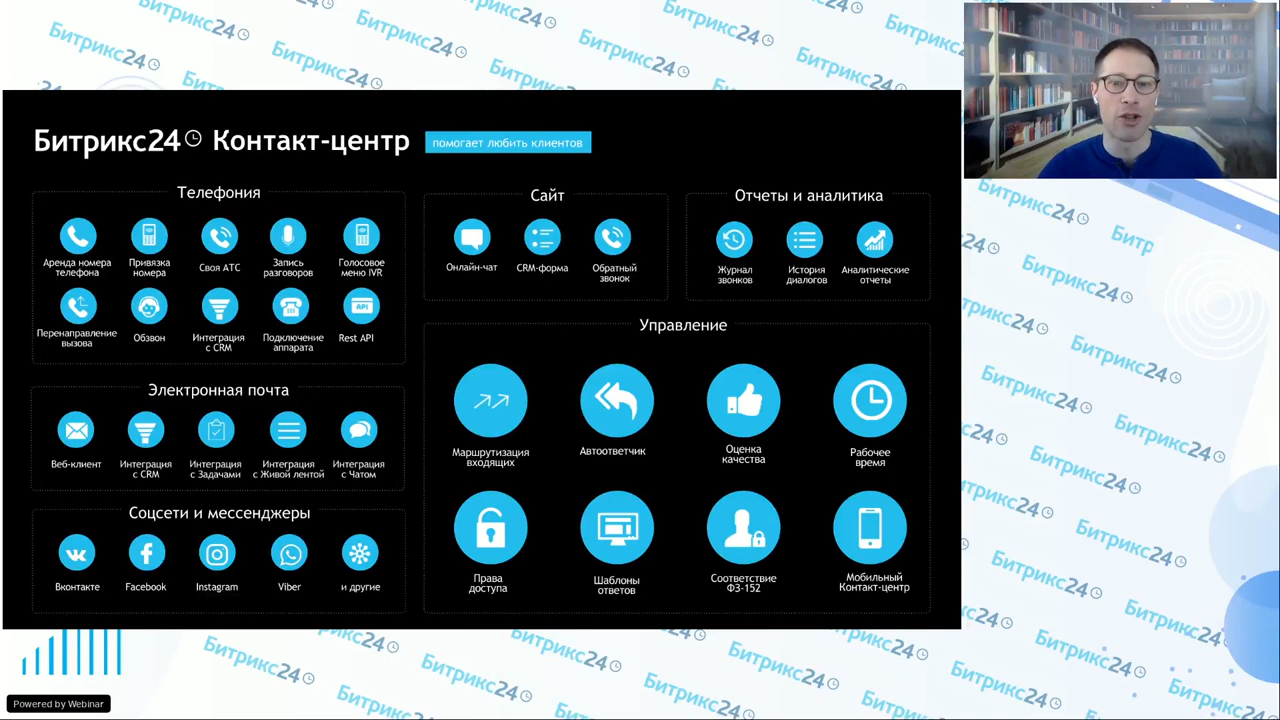 Битрикс24 Контакт-центр
помогает любить клиентов
Телефония
Аренда номера
телефона
Привязка
номера
Своя АТС
Запись
разговоров
Голосовое
меню IVR
Перенаправление
вызова
Обзвон
Интеграция
с CRM
Подключение
аппарата
API
Rest API
Электронная почта
Веб-клиент
Интеграция
с CRM
Интеграция
с Задачами
Интеграция
с Живой лентой
Интеграция
с Чатом
Соцсети и мессенджеры
Вконтакте
Facebook
Instagram
Viber
и другие
Сайт
Онлайн-чат
CRM-форма
Обратный
звонок
Отчеты и аналитика
Журнал
звонков
История
диалогов
Аналитические
отчеты
Управление
Маршрутизация
входящих
Автоответчик
Оценка
качества
Рабочее
время
Права
доступа
Шаблоны
ответов
Соответствие
ФЗ-152
Мобильный
Контакт-центр
Powered by Webinar